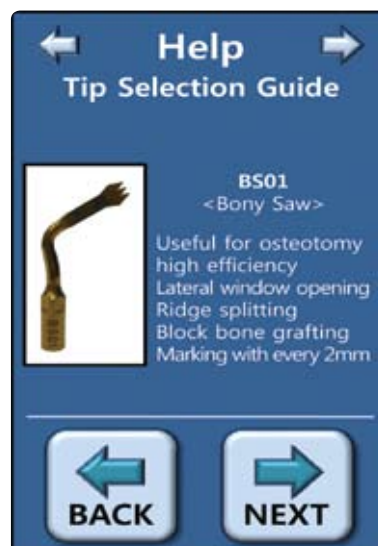 Help
Tip Selection Guide
BS01
<Bony Saw>
Useful for osteotomy
high efficiency
Lateral window opening
Ridge splitting
Block bone grafting
Marking with every 2mm
BACK
NEXT